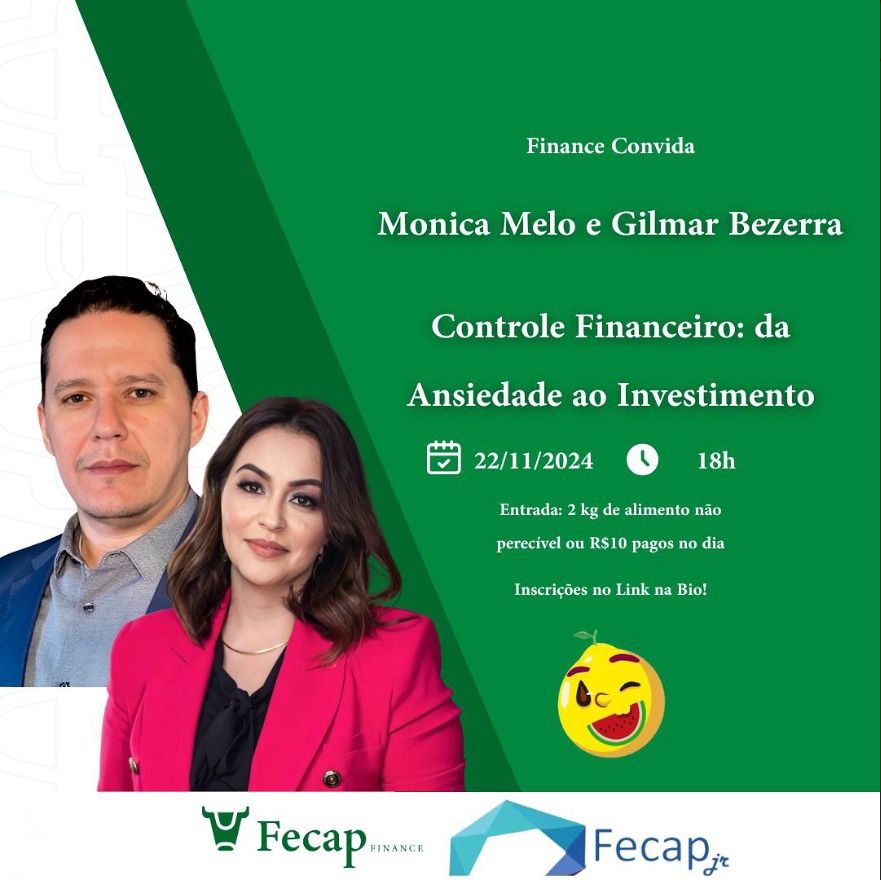 Finance Convida
Monica Melo e Gilmar Bezerra
Controle Financeiro: da
Ansiedade ao Investimento
22/11/2024 18h
Entrada: 2 kg de alimento não
perecível ou R$10 pagos no dia
Inscrições no Link na Bio!
Fecap FINANCE
Fecap jr